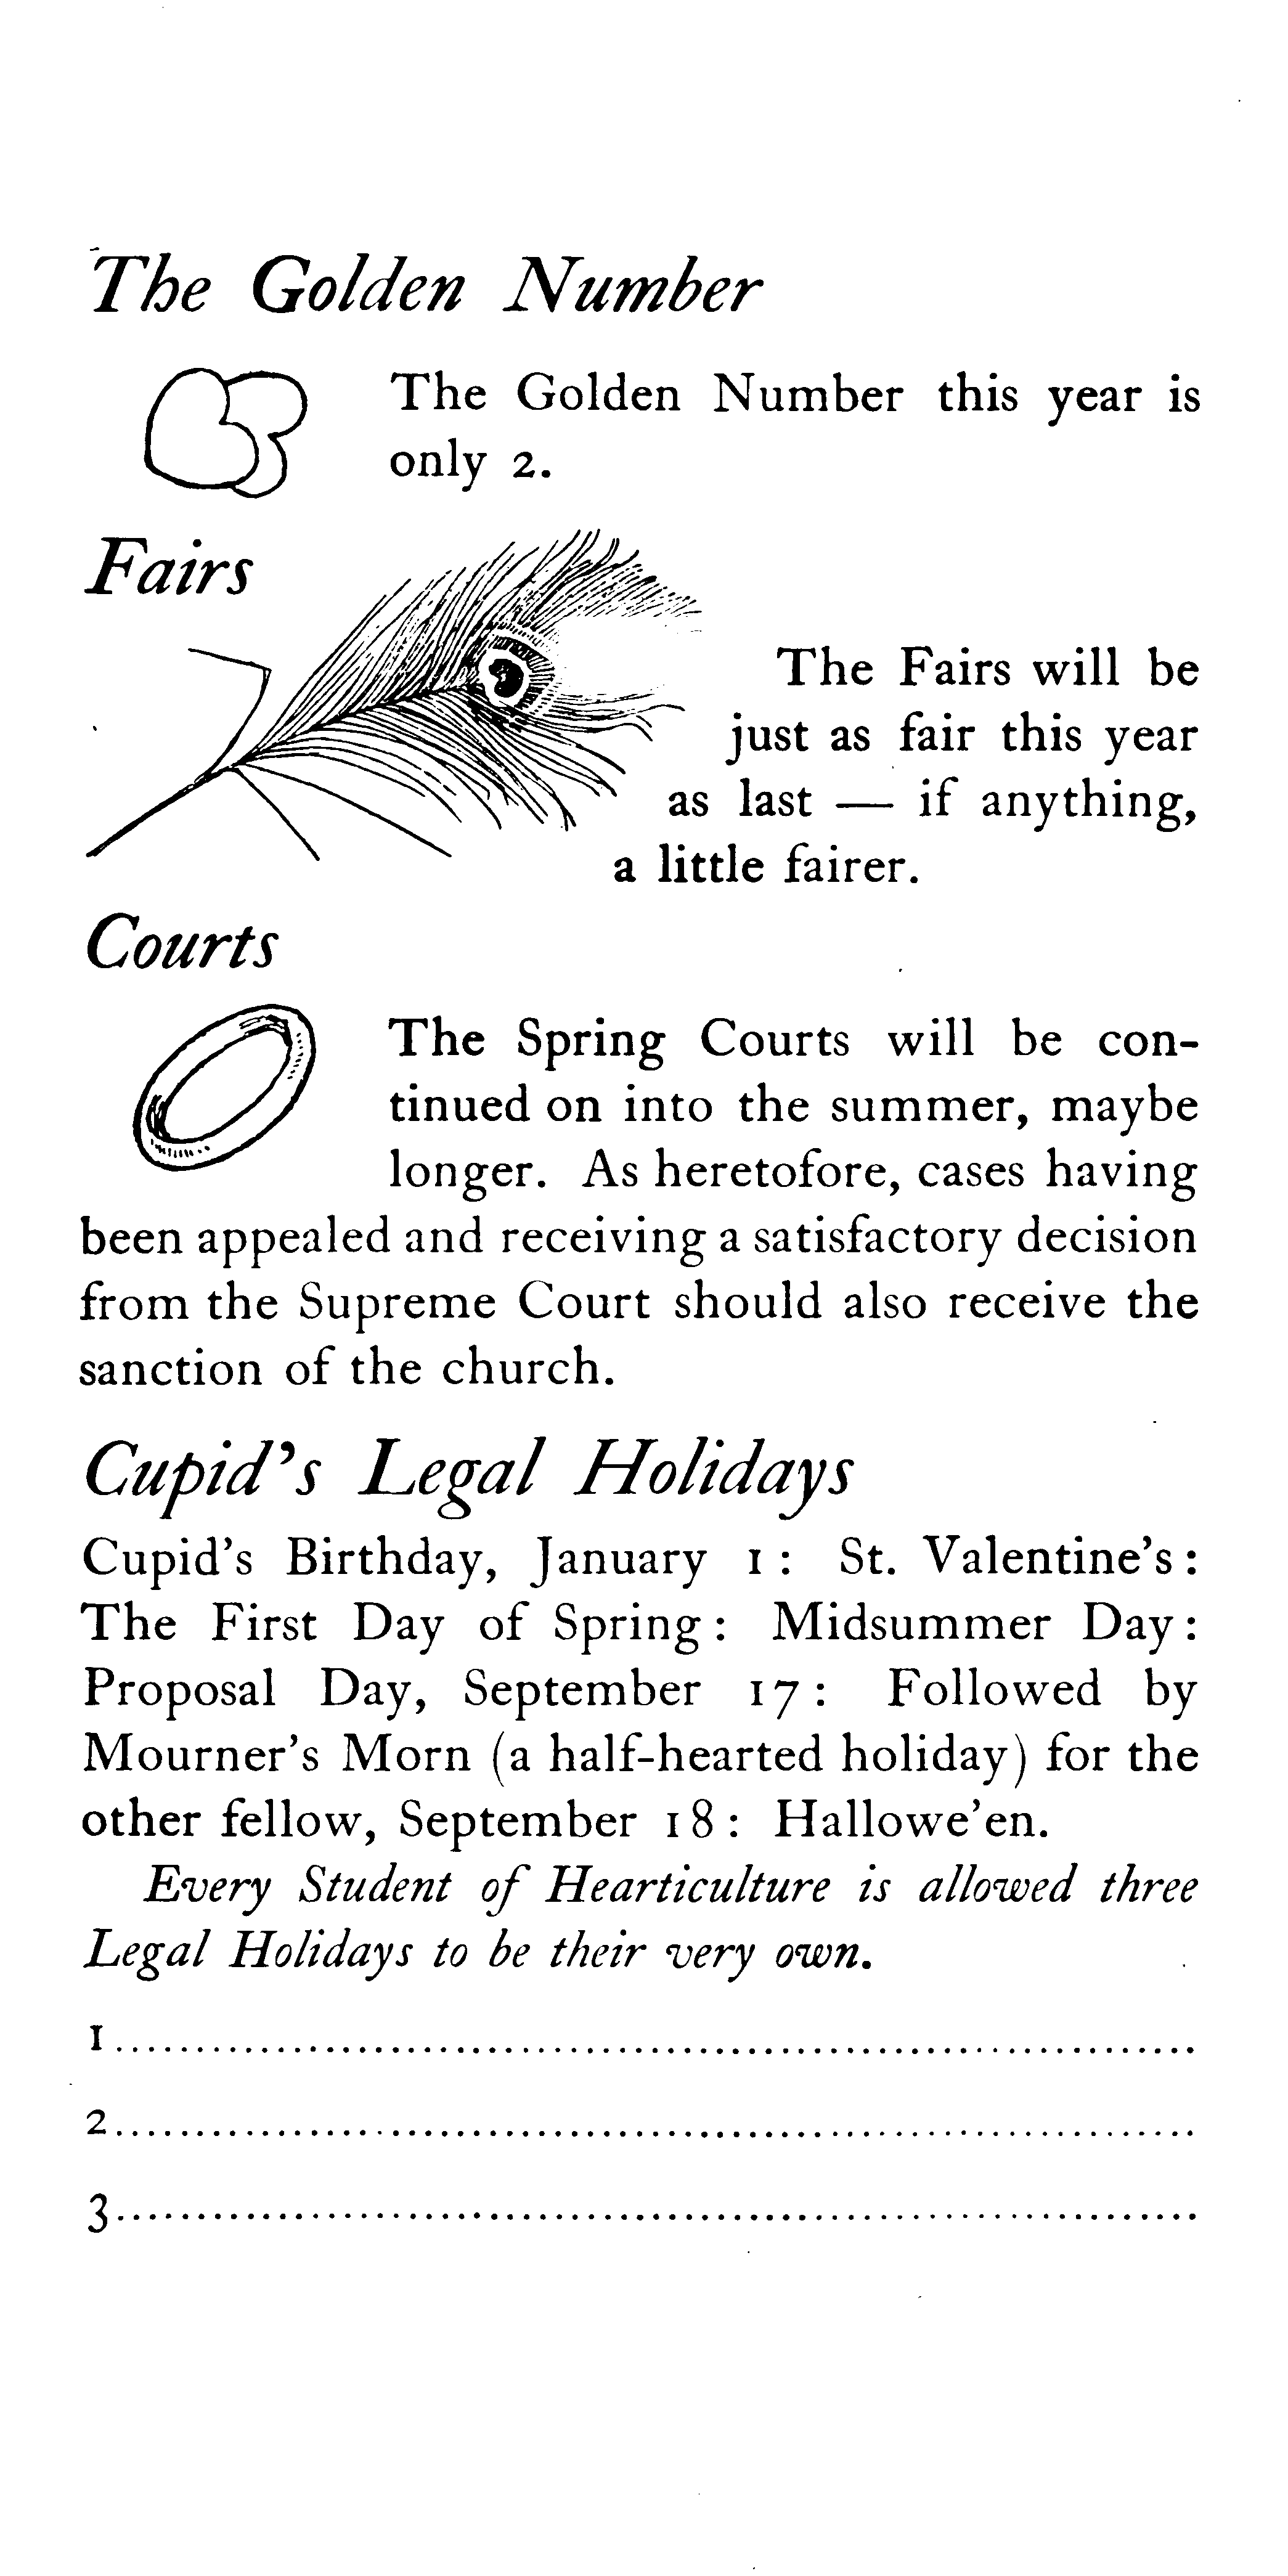 The Golden Number
The Golden Number this year is
only 2.
Fairs
The Fairs will be
just as fair this year
as last — if anything,
a little fairer.
Courts
The Spring Courts will be con-
tinued on into the summer, maybe
longer. As heretofore, cases having
been appealed and receiving a satisfactory decision
from the Supreme Court should also receive the
sanction of the church.
Cupid's Legal Holidays
Cupid's Birthday, January 1 : St. Valentine's :
The First Day of Spring : Midsummer Day :
Proposal Day, September 17 : Followed by
Mourner's Morn (a half-hearted holiday) for the
other fellow, September 18 : Hallowe'en.
Every Student of Hearticulture is allowed three
Legal Holidays to be their very own.
1....................................................................
2....................................................................
3....................................................................